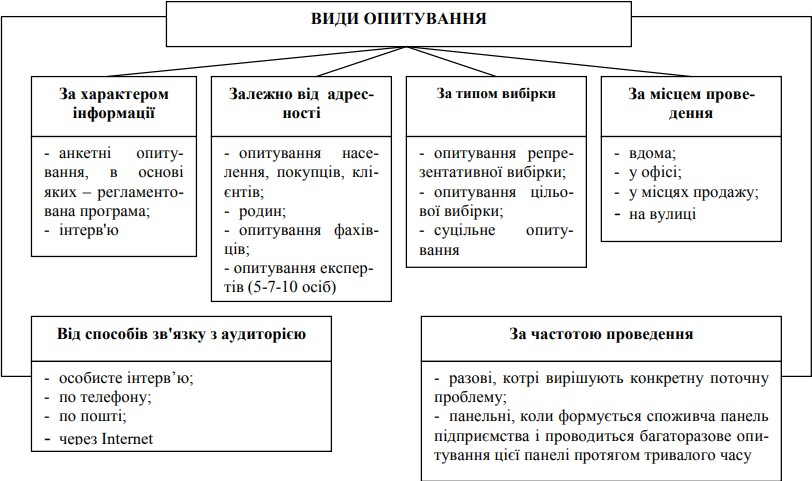 ВИДИ ОПИТУВАННЯ
За характером
інформації
- анкетні опиту-
вання, в основі
яких – регламенто-
вана програма;
- інтерв'ю
Залежно від адрес-
ності
- опитування насе-
лення, покупців, клі-
єнтів;
- родин;
- опитування фахів-
ців;
- опитування експер-
тів (5-7-10 осіб)
За типом вибірки
- опитування репре-
зентативної вибірки;
- опитування цільо-
вої вибірки;
- суцільне опиту-
вання
За місцем прове-
дення
- вдома;
- у офісі;
- у місцях продажу;
- на вулиці
Від способів зв'язку з аудиторією
- особисте інтерв’ю;
- по телефону;
- по пошті;
- через Internet
За частотою проведення
- разові, котрі вирішують конкретну поточну
проблему;
- панельні, коли формується споживча панель
підприємства і проводиться багаторазове опи-
тування цієї панелі протягом тривалого часу